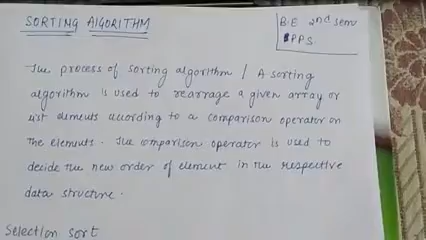 SORTING ALGORITHM
B.E 2nd sem
PPS.
The process of sorting algorithm / A sorting
algorithm is used to rearrage a given array or
list elements according to a comparison operator on
the elements. The comparison operator is used to
decide the new order of element in the respective
data structure.
Selection sort